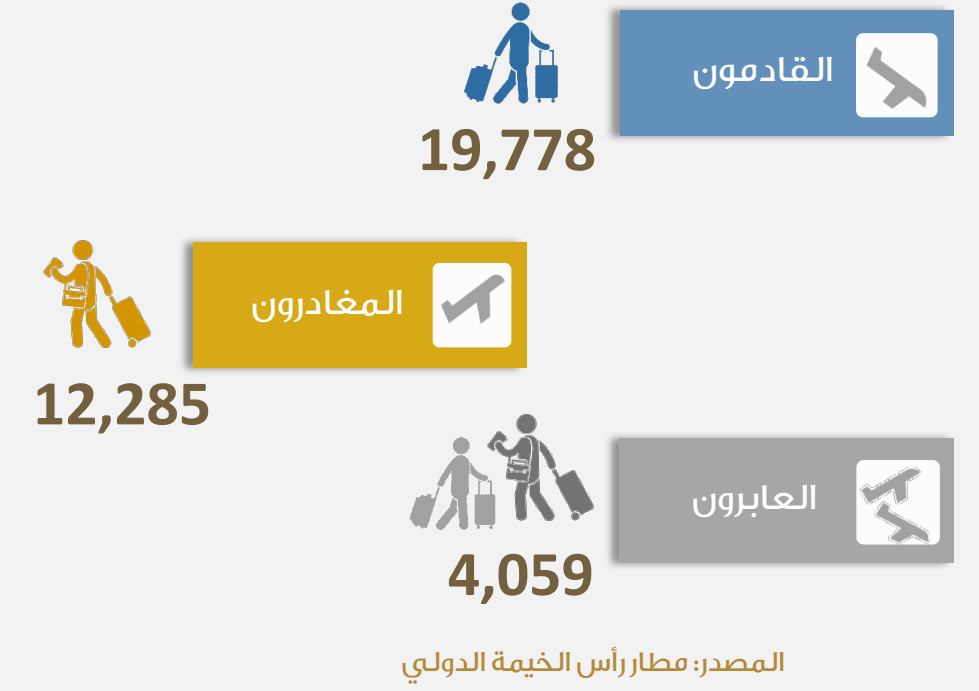 القادمون
19,778
المغادرون
12,285
العابرون
4,059
المصدر: مطار رأس الخيمة الدولي